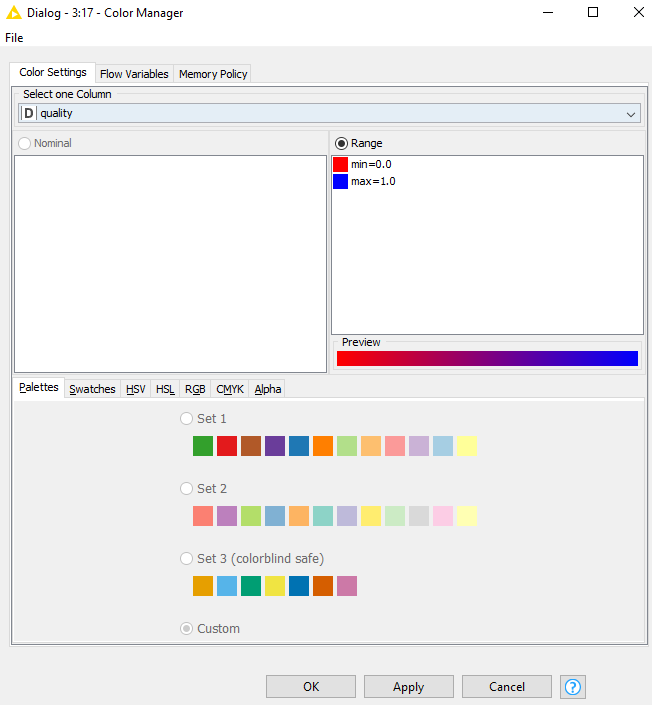 Dialog - 3:17 - Color Manager
File
Color Settings Flow Variables Memory Policy
Select one Column
D quality
Nominal
Range
min=0.0
max=1.0
Preview
Palettes Swatches HSV HSL RGB CMYK Alpha
Set 1
Set 2
Set 3 (colorblind safe)
Custom
OK Apply Cancel ?